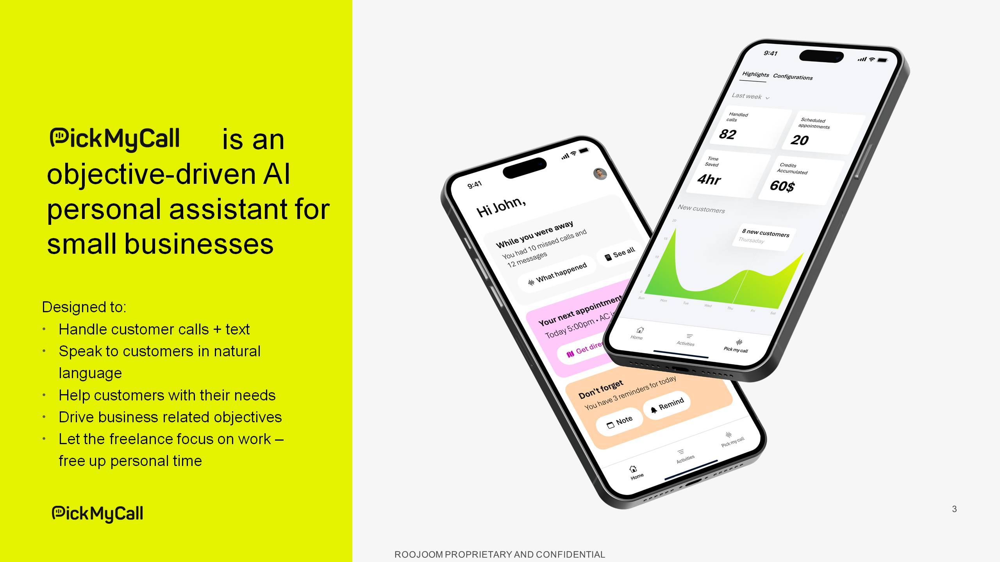 PickMyCall is an
objective-driven AI
personal assistant for
small businesses
Designed to:
• Handle customer calls + text
• Speak to customers in natural
language
• Help customers with their needs
• Drive business related objectives
• Let the freelance focus on work –
free up personal time
PickMyCall
9:41
Hi John,
While you were away
You had 10 missed calls and
12 messages
What happened
See all
Your next appointment
Today 5:00pm • AC
Get
Don't forget
You have 3 reminders for today
Note
Remind
Home
Activities
Pick my call
9:41
Highlights Configurations
Last week
Handled
calls
82
Scheduled
appointments
20
Time
Saved
4hr
Credits
Accumulated
60$
New customers
20
15
10
5
0
8 new customers
Thursaday
Sun Mon Tue Wed Thu Fri Sat
Home
Activities
Pick my call
3
ROOJOOM PROPRIETARY AND CONFIDENTIAL